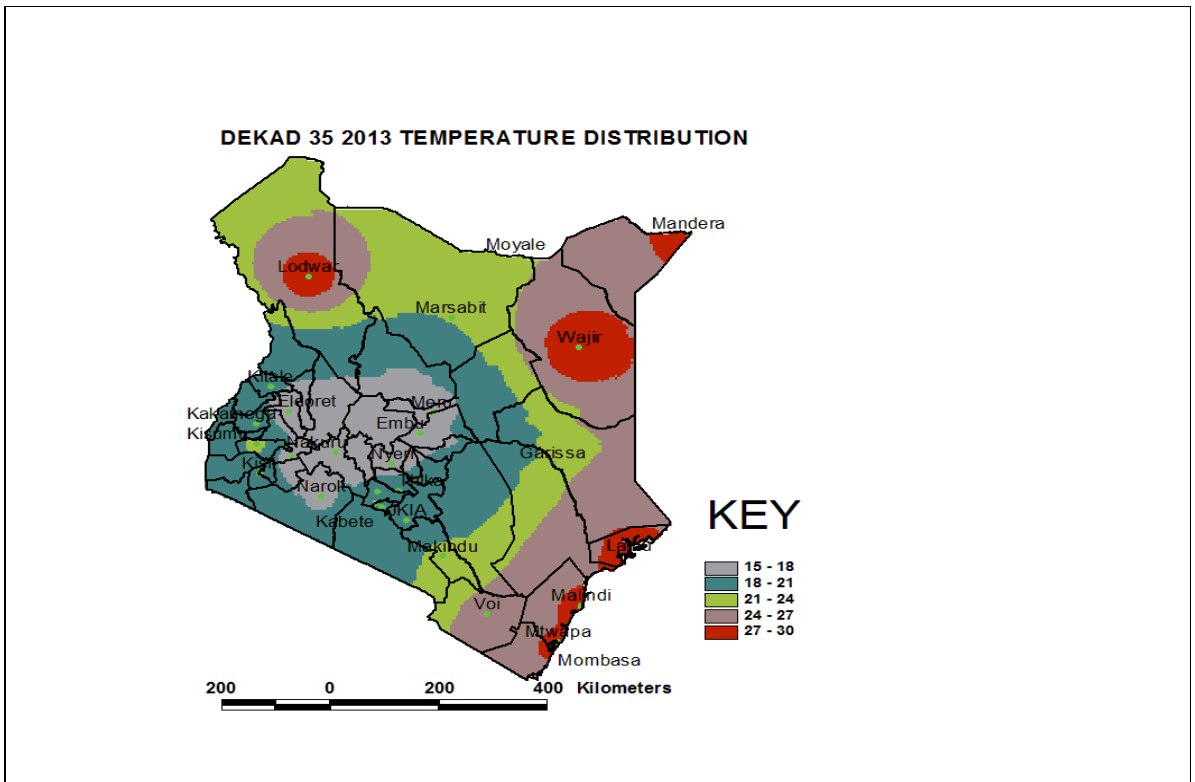 DEKAD 35 2013 TEMPERATURE DISTRIBUTION
Mandera
Moyale
Lodwar
Marsabit
Wajir
Kitale
Eldoret
Meru
Kakamega
Embu
Kisumu
Nakuru
Nyeri
Garissa
Kisii
Thika
Narok
JKIA
Kabete
Makindu
Lamu
Voi
Malindi
Mtwapa
Mombasa
KEY
15 - 18
18 - 21
21 - 24
24 - 27
27 - 30
200 0 200 400 Kilometers